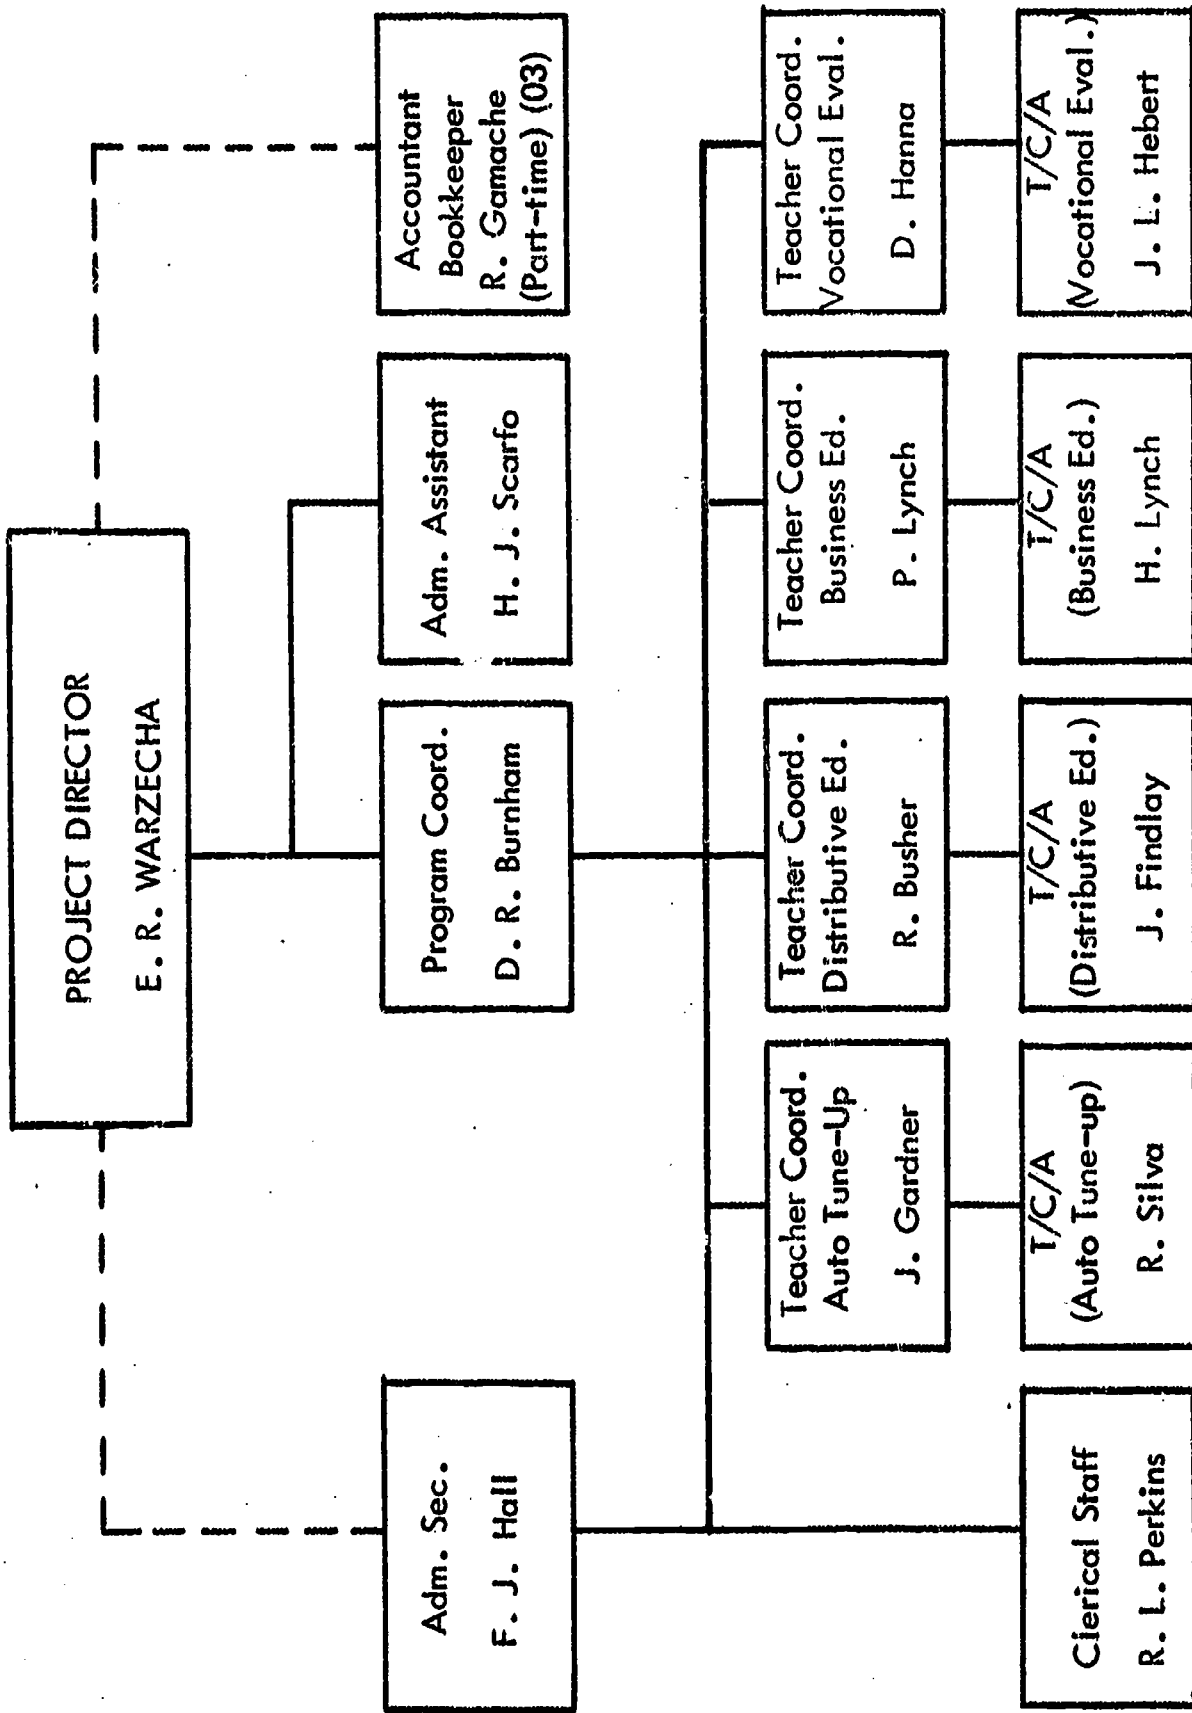 PROJECT DIRECTOR
E. R. WARZECHA
Adm. Sec.
F. J. Hall
Program Coord.
D. R. Burnham
Adm. Assistant
H. J. Scarfo
Accountant
Bookkeeper
R. Gamache
(Part-time) (03)
Teacher Coord.
Auto Tune-Up
J. Gardner
Teacher Coord.
Distributive Ed.
R. Busher
Teacher Coord.
Business Ed.
P. Lynch
Teacher Coord.
Vocational Eval.
D. Hanna
Clerical Staff
R. L. Perkins
T/C/A
(Auto Tune-up)
R. Silva
T/C/A
(Distributive Ed.)
J. Findlay
T/C/A
(Business Ed.)
H. Lynch
T/C/A
(Vocational Eval.)
J. L. Hebert